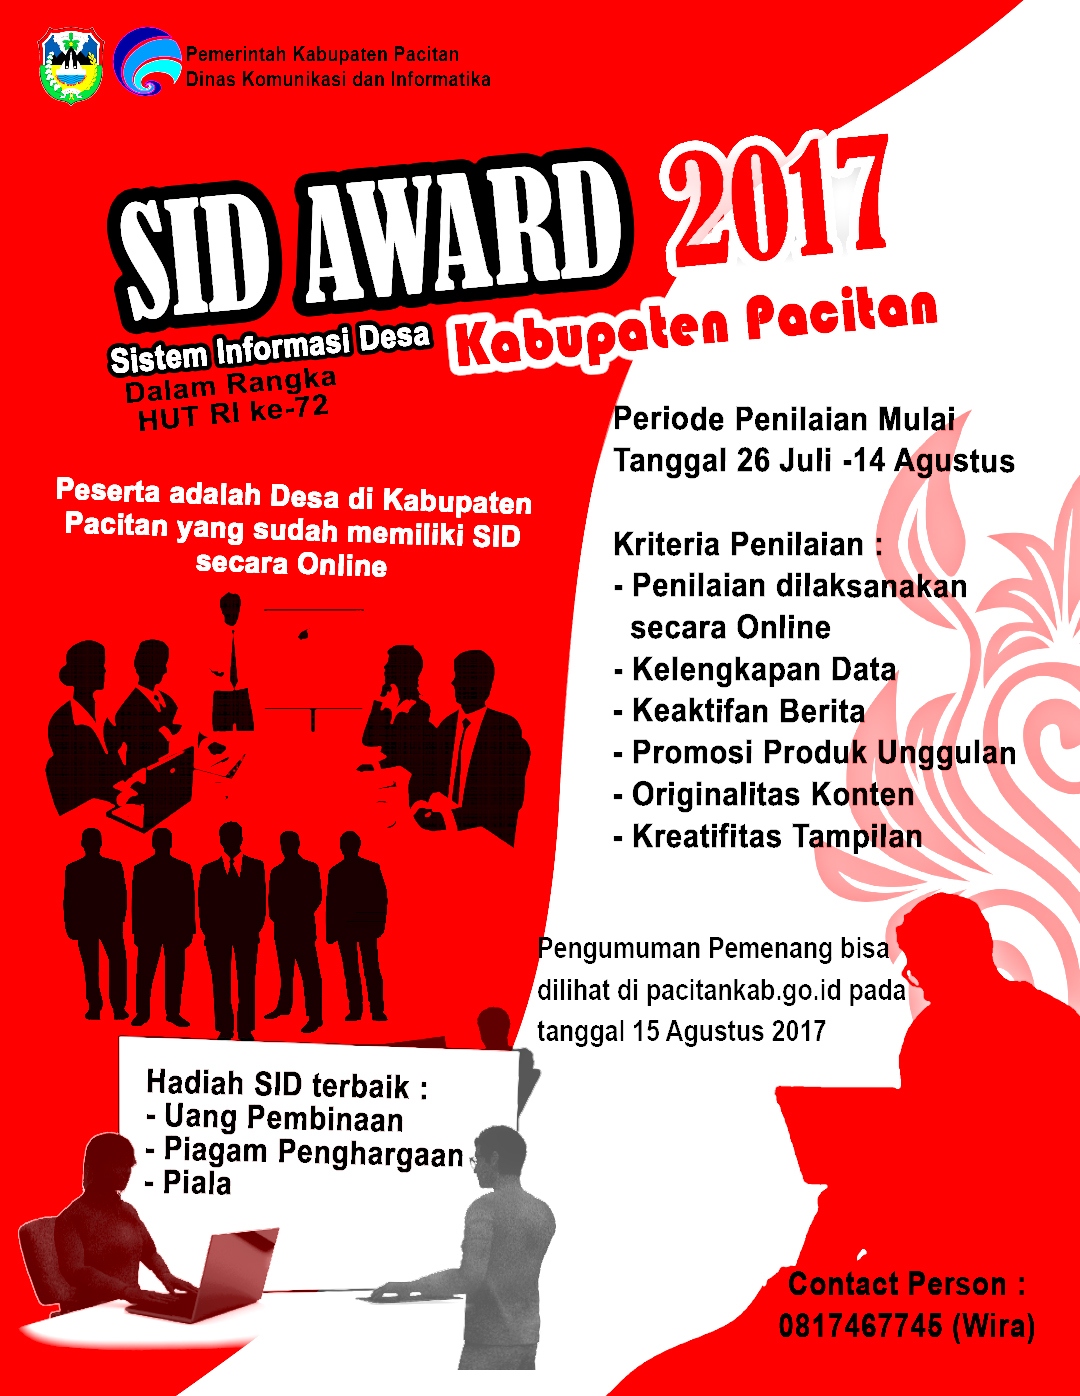 Pemerintah Kabupaten Pacitan
Dinas Komunikasi dan Informatika
SID AWARD 2017
Sistem Informasi Desa Kabupaten Pacitan
Dalam Rangka
HUT RI ke-72
Peserta adalah Desa di Kabupaten
Pacitan yang sudah memiliki SID
secara Online
Periode Penilaian Mulai
Tanggal 26 Juli -14 Agustus
Kriteria Penilaian :
- Penilaian dilaksanakan
secara Online
- Kelengkapan Data
- Keaktifan Berita
- Promosi Produk Unggulan
- Originalitas Konten
- Kreatifitas Tampilan
Pengumuman Pemenang bisa
dilihat di pacitankab.go.id pada
tanggal 15 Agustus 2017
Hadiah SID terbaik :
- Uang Pembinaan
- Piagam Penghargaan
- Piala
Contact Person :
0817467745 (Wira)